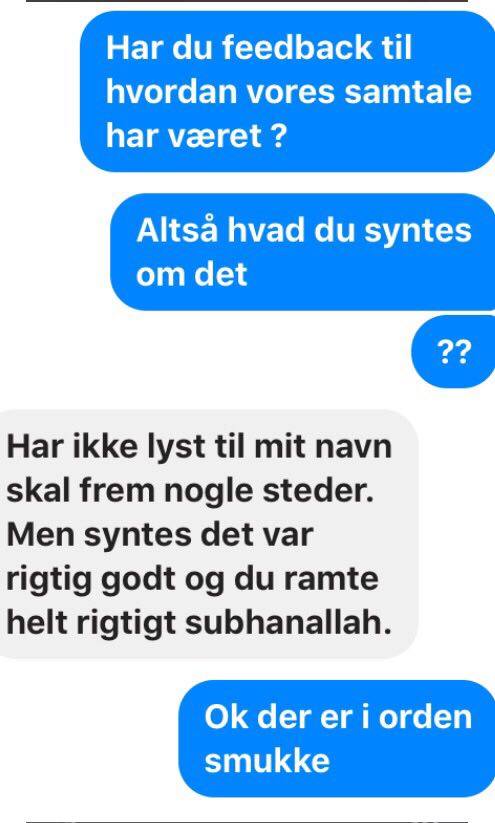 Har du feedback til
hvordan vores samtale
har været ?
Altså hvad du syntes
om det
??
Har ikke lyst til mit navn
skal frem nogle steder.
Men syntes det var
rigtig godt og du ramte
helt rigtigt subhanallah.
Ok der er i orden
smukke